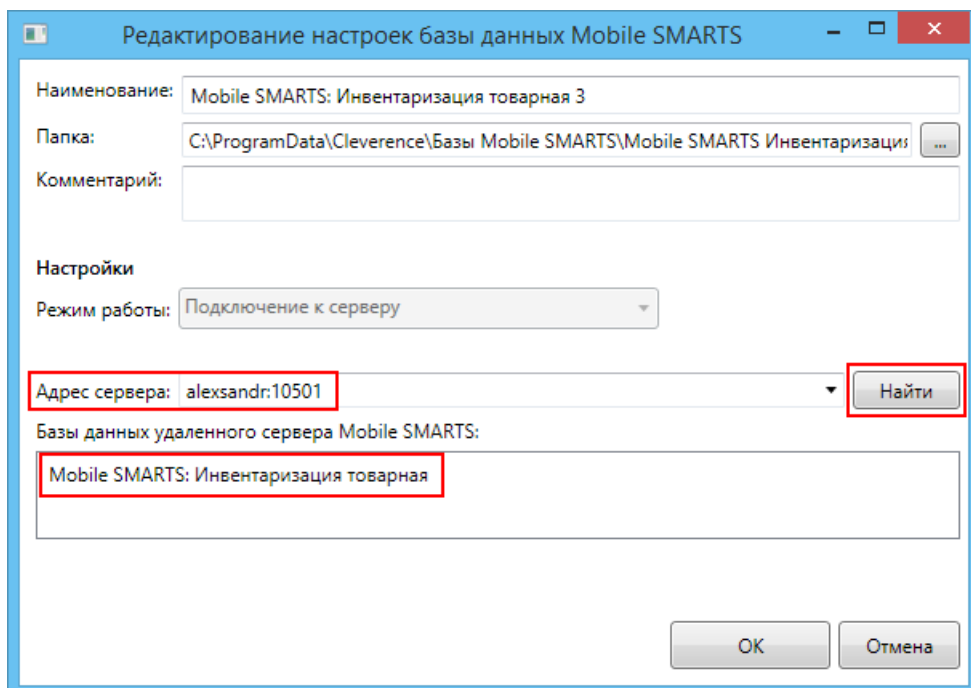 Редактирование настроек базы данных Mobile SMARTS
Наименование: Mobile SMARTS: Инвентаризация товарная 3
Папка: C:\ProgramData\Cleverence\Базы Mobile SMARTS\Mobile SMARTS Инвентаризация ...
Комментарий:
Настройки
Режим работы: Подключение к серверу
Адрес сервера: alexsandr:10501 Найти
Базы данных удаленного сервера Mobile SMARTS:
Mobile SMARTS: Инвентаризация товарная
ОК Отмена